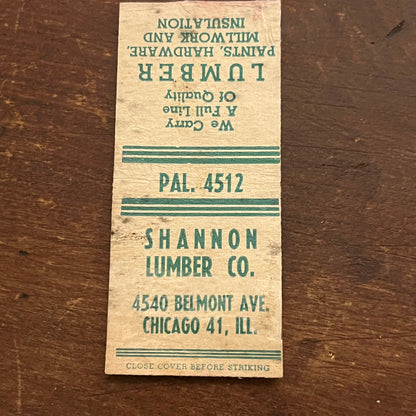 We Carry
A Full Line
Of Quality
LUMBER
PAINTS, HARDWARE,
MILLWORK AND
INSULATION
PAL. 4512
SHANNON
LUMBER CO.
4540 BELMONT AVE.
CHICAGO 41, ILL.
CLOSE COVER BEFORE STRIKING